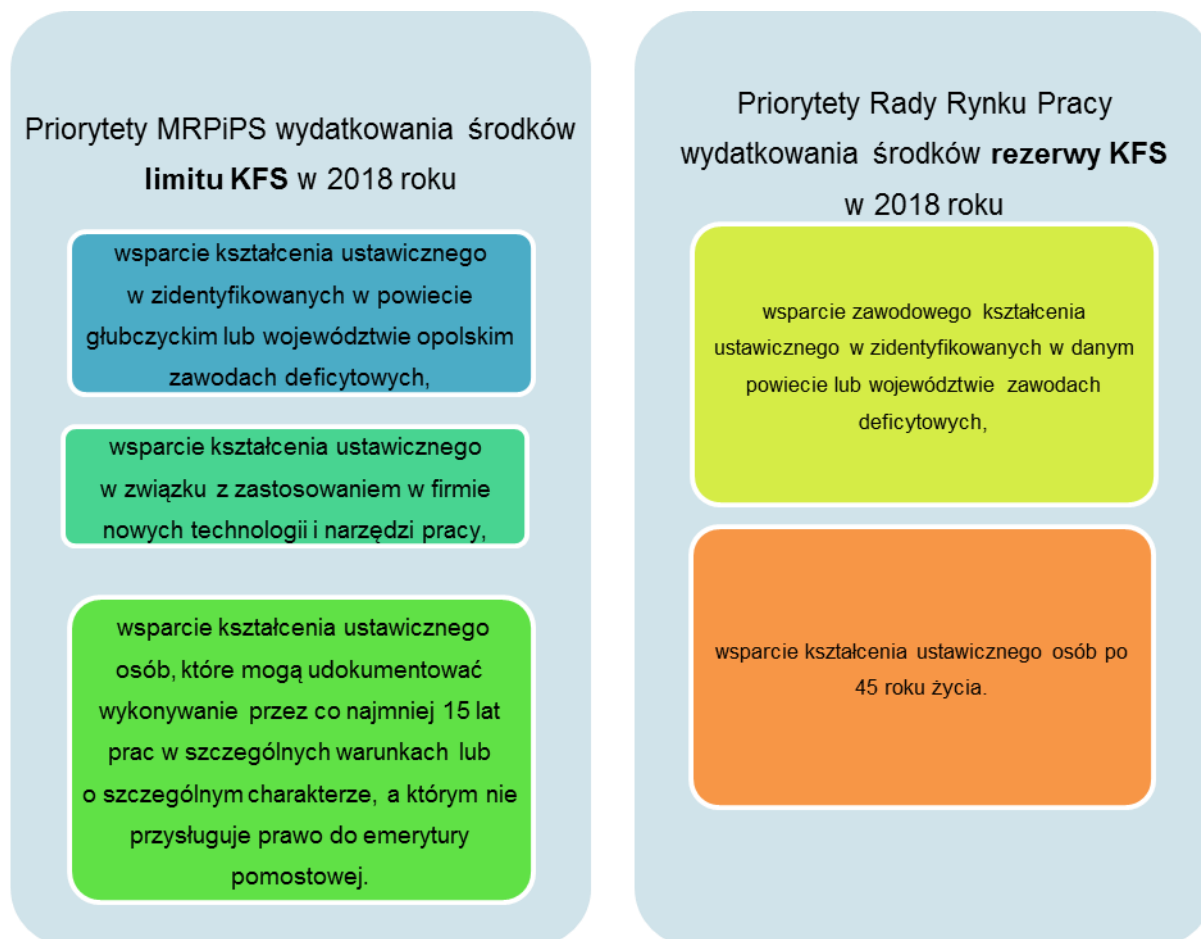 Priorytety MRPiPS wydatkowania środków
limitu KFS w 2018 roku
wsparcie kształcenia ustawicznego
w zidentyfikowanych w powiecie
głubczyckim lub województwie opolskim
zawodach deficytowych,
wsparcie kształcenia ustawicznego
w związku z zastosowaniem w firmie
nowych technologii i narzędzi pracy,
wsparcie kształcenia ustawicznego
osób, które mogą udokumentować
wykonywanie przez co najmniej 15 lat
prac w szczególnych warunkach lub
o szczególnym charakterze, a którym nie
przysługuje prawo do emerytury
pomostowej.
Priorytety Rady Rynku Pracy
wydatkowania środków rezerwy KFS
w 2018 roku
wsparcie zawodowego kształcenia
ustawicznego w zidentyfikowanych w danym
powiecie lub województwie zawodach
deficytowych,
wsparcie kształcenia ustawicznego osób po
45 roku życia.